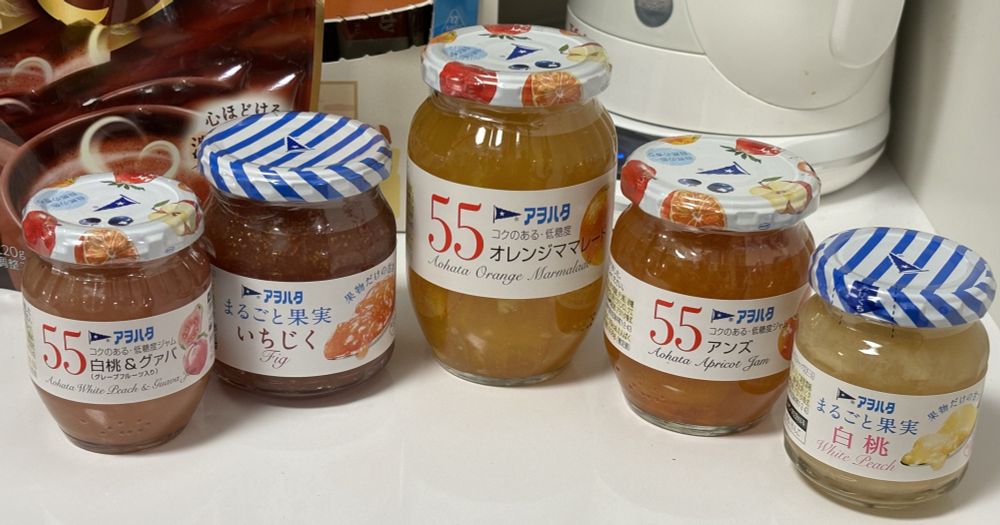 心ほどける
20g
アヲハタ
55
コクのある・低糖度ジャム
白桃&グァバ
(グレープフルーツ入り)
Aohata White Peach & Guava J
アヲハタ
まるごと果実
いちじく
Fig
果物だけの
55
アヲハタ
コクのある・低糖度
オレンジママレード
Aohata Orange Marmalade
55
アヲハタ
コクのある・低糖度ジャム
アンズ
Aohata Apricot Jam
アヲハタ
まるごと果実
白桃
White Peach
果物だけの